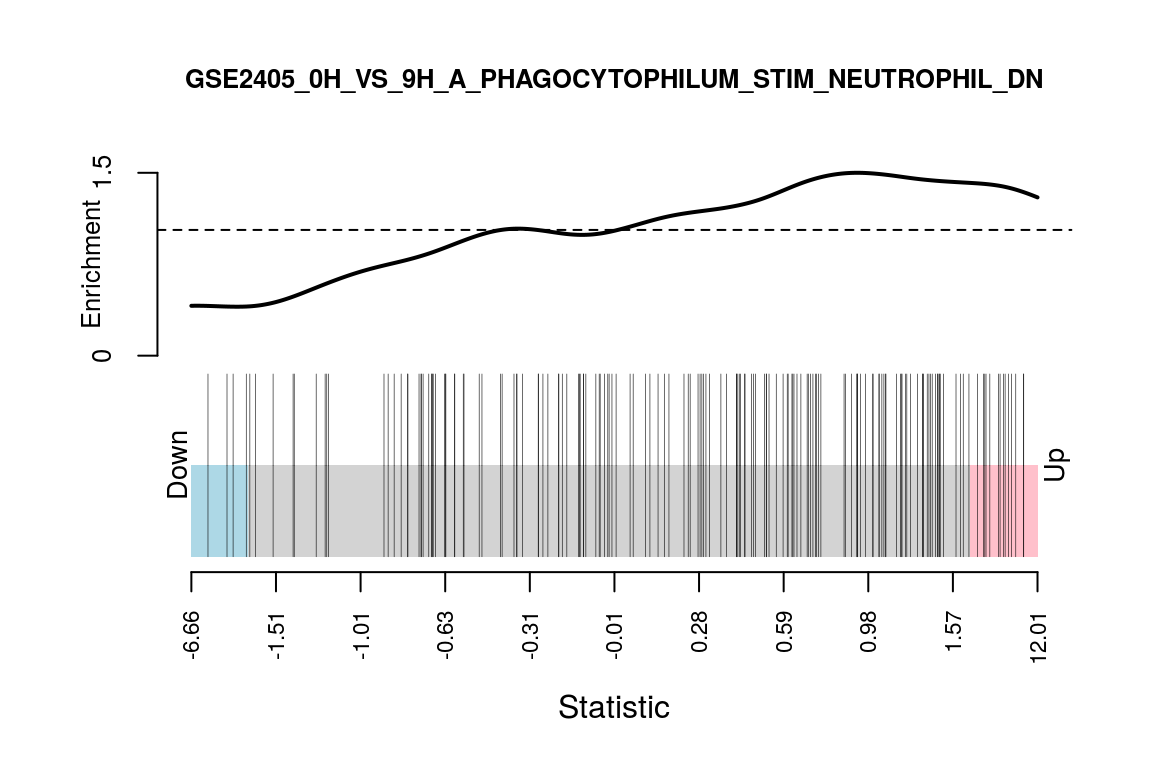 GSE2405_0H_VS_9H_A_PHAGOCYTOPHILUM_STIM_NEUTROPHIL_DN
1.5
Enrichment
0
Down
Up
-6.66
-1.51
-1.01
-0.63
-0.31
-0.01
0.28
0.59
0.98
1.57
12.01
Statistic